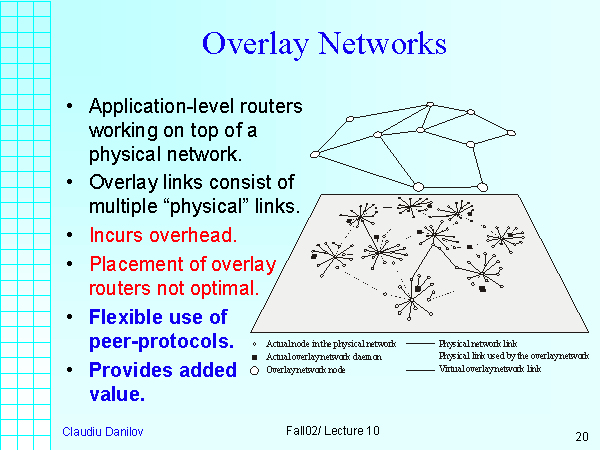 Overlay Networks
• Application-level routers
working on top of a
physical network.
• Overlay links consist of
multiple “physical” links.
• Incurs overhead.
• Placement of overlay
routers not optimal.
• Flexible use of
peer-protocols.
• Provides added
value.
Actual node in the physical network
Actual overlay network daemon
Overlay network node
Physical network link
Physical link used by the overlay network
Virtual overlay network link
Claudiu Danilov
Fall02/ Lecture 10
20